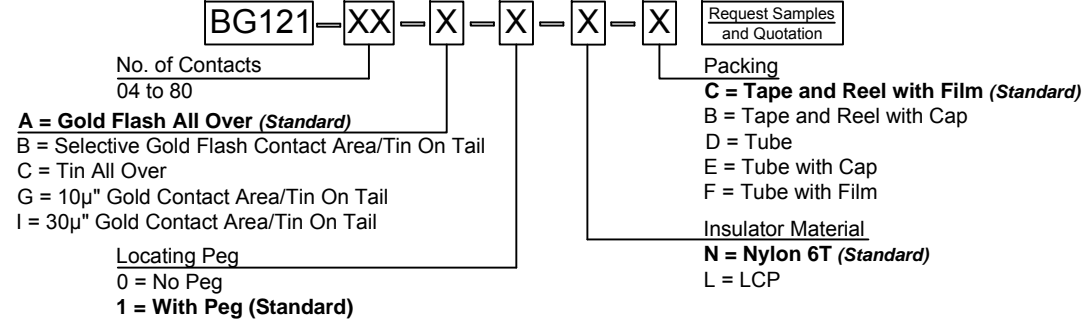 BG121-XX-X-X-X-X
Request Samples
and Quotation
No. of Contacts
04 to 80
A = Gold Flash All Over (Standard)
B = Selective Gold Flash Contact Area/Tin On Tail
C = Tin All Over
G = 10µ" Gold Contact Area/Tin On Tail
I = 30µ" Gold Contact Area/Tin On Tail
Locating Peg
0 = No Peg
1 = With Peg (Standard)
Packing
C = Tape and Reel with Film (Standard)
B = Tape and Reel with Cap
D = Tube
E = Tube with Cap
F = Tube with Film
Insulator Material
N = Nylon 6T (Standard)
L = LCP